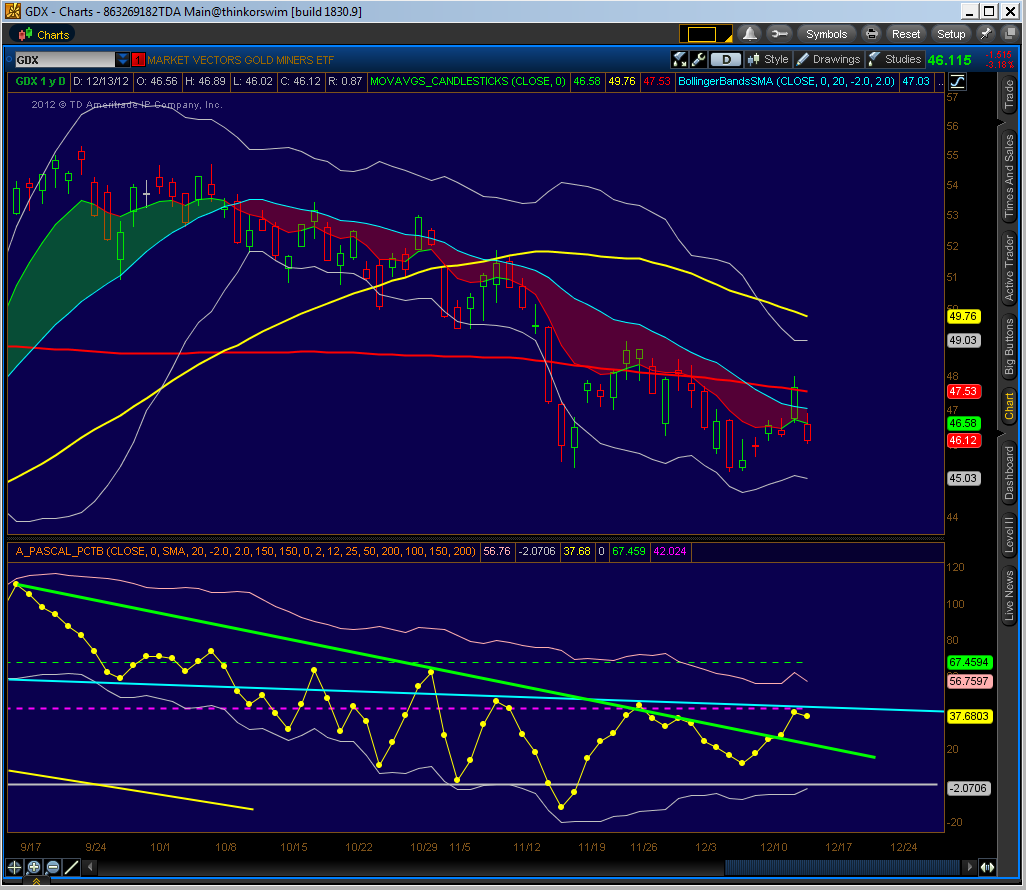 GDX - Charts - 863269182TDA Main@thinkorswim [build 1830.9]
Charts
Symbols
Reset
Setup
GDX
1
MARKET VECTORS GOLD MINERS ETF
D
Style
Drawings
Studies
46.115
-1.515
-3.18%
GDX 1 y D
D: 12/13/12
O: 46.56
H: 46.89
L: 46.02
C: 46.12
R: 0.87
MOVAVGS_CANDLESTICKS (CLOSE, 0)
46.58
49.76
47.53
BollingerBandsSMA (CLOSE, 0, 20, -2.0, 2.0)
47.03
..
2012 © TD Ameritrade IP Company, Inc.
57
56
55
54
53
52
51
49.76
49.03
48
47.53
47
46.58
46.12
45.03
44
A_PASCAL_PCTB (CLOSE, 0, SMA, 20, -2.0, 2.0, 150, 150, 0, 2, 12, 25, 50, 200, 100, 150, 200)
56.76
-2.0706
37.68
0
67.459
42.024
120
100
80
67.4594
56.7597
37.6803
20
-2.0706
-20
9/17
9/24
10/1
10/8
10/15
10/22
10/29
11/5
11/12
11/19
11/26
12/3
12/10
12/17
12/24
Trade
Times And Sales
Active Trader
Big Buttons
Chart
Dashboard
Level II
Live News